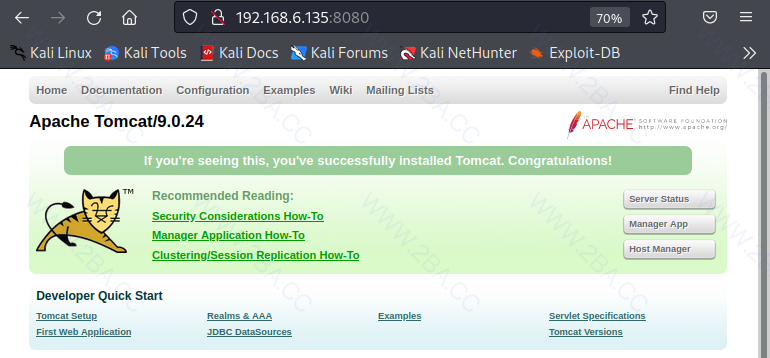 192.168.6.135:8080
70%
Kali Linux Kali Tools Kali Docs Kali Forums Kali NetHunter Exploit-DB
Home Documentation Configuration Examples Wiki Mailing Lists Find Help
Apache Tomcat/9.0.24
APACHE SOFTWARE FOUNDATION
http://www.apache.org/
If you're seeing this, you've successfully installed Tomcat. Congratulations!
TM
Recommended Reading:
Security Considerations How-To
Manager Application How-To
Clustering/Session Replication How-To
Server Status
Manager App
Host Manager
Developer Quick Start
Tomcat Setup Realms & AAA Examples Servlet Specifications
First Web Application JDBC DataSources Tomcat Versions
WWW.2BA.CC